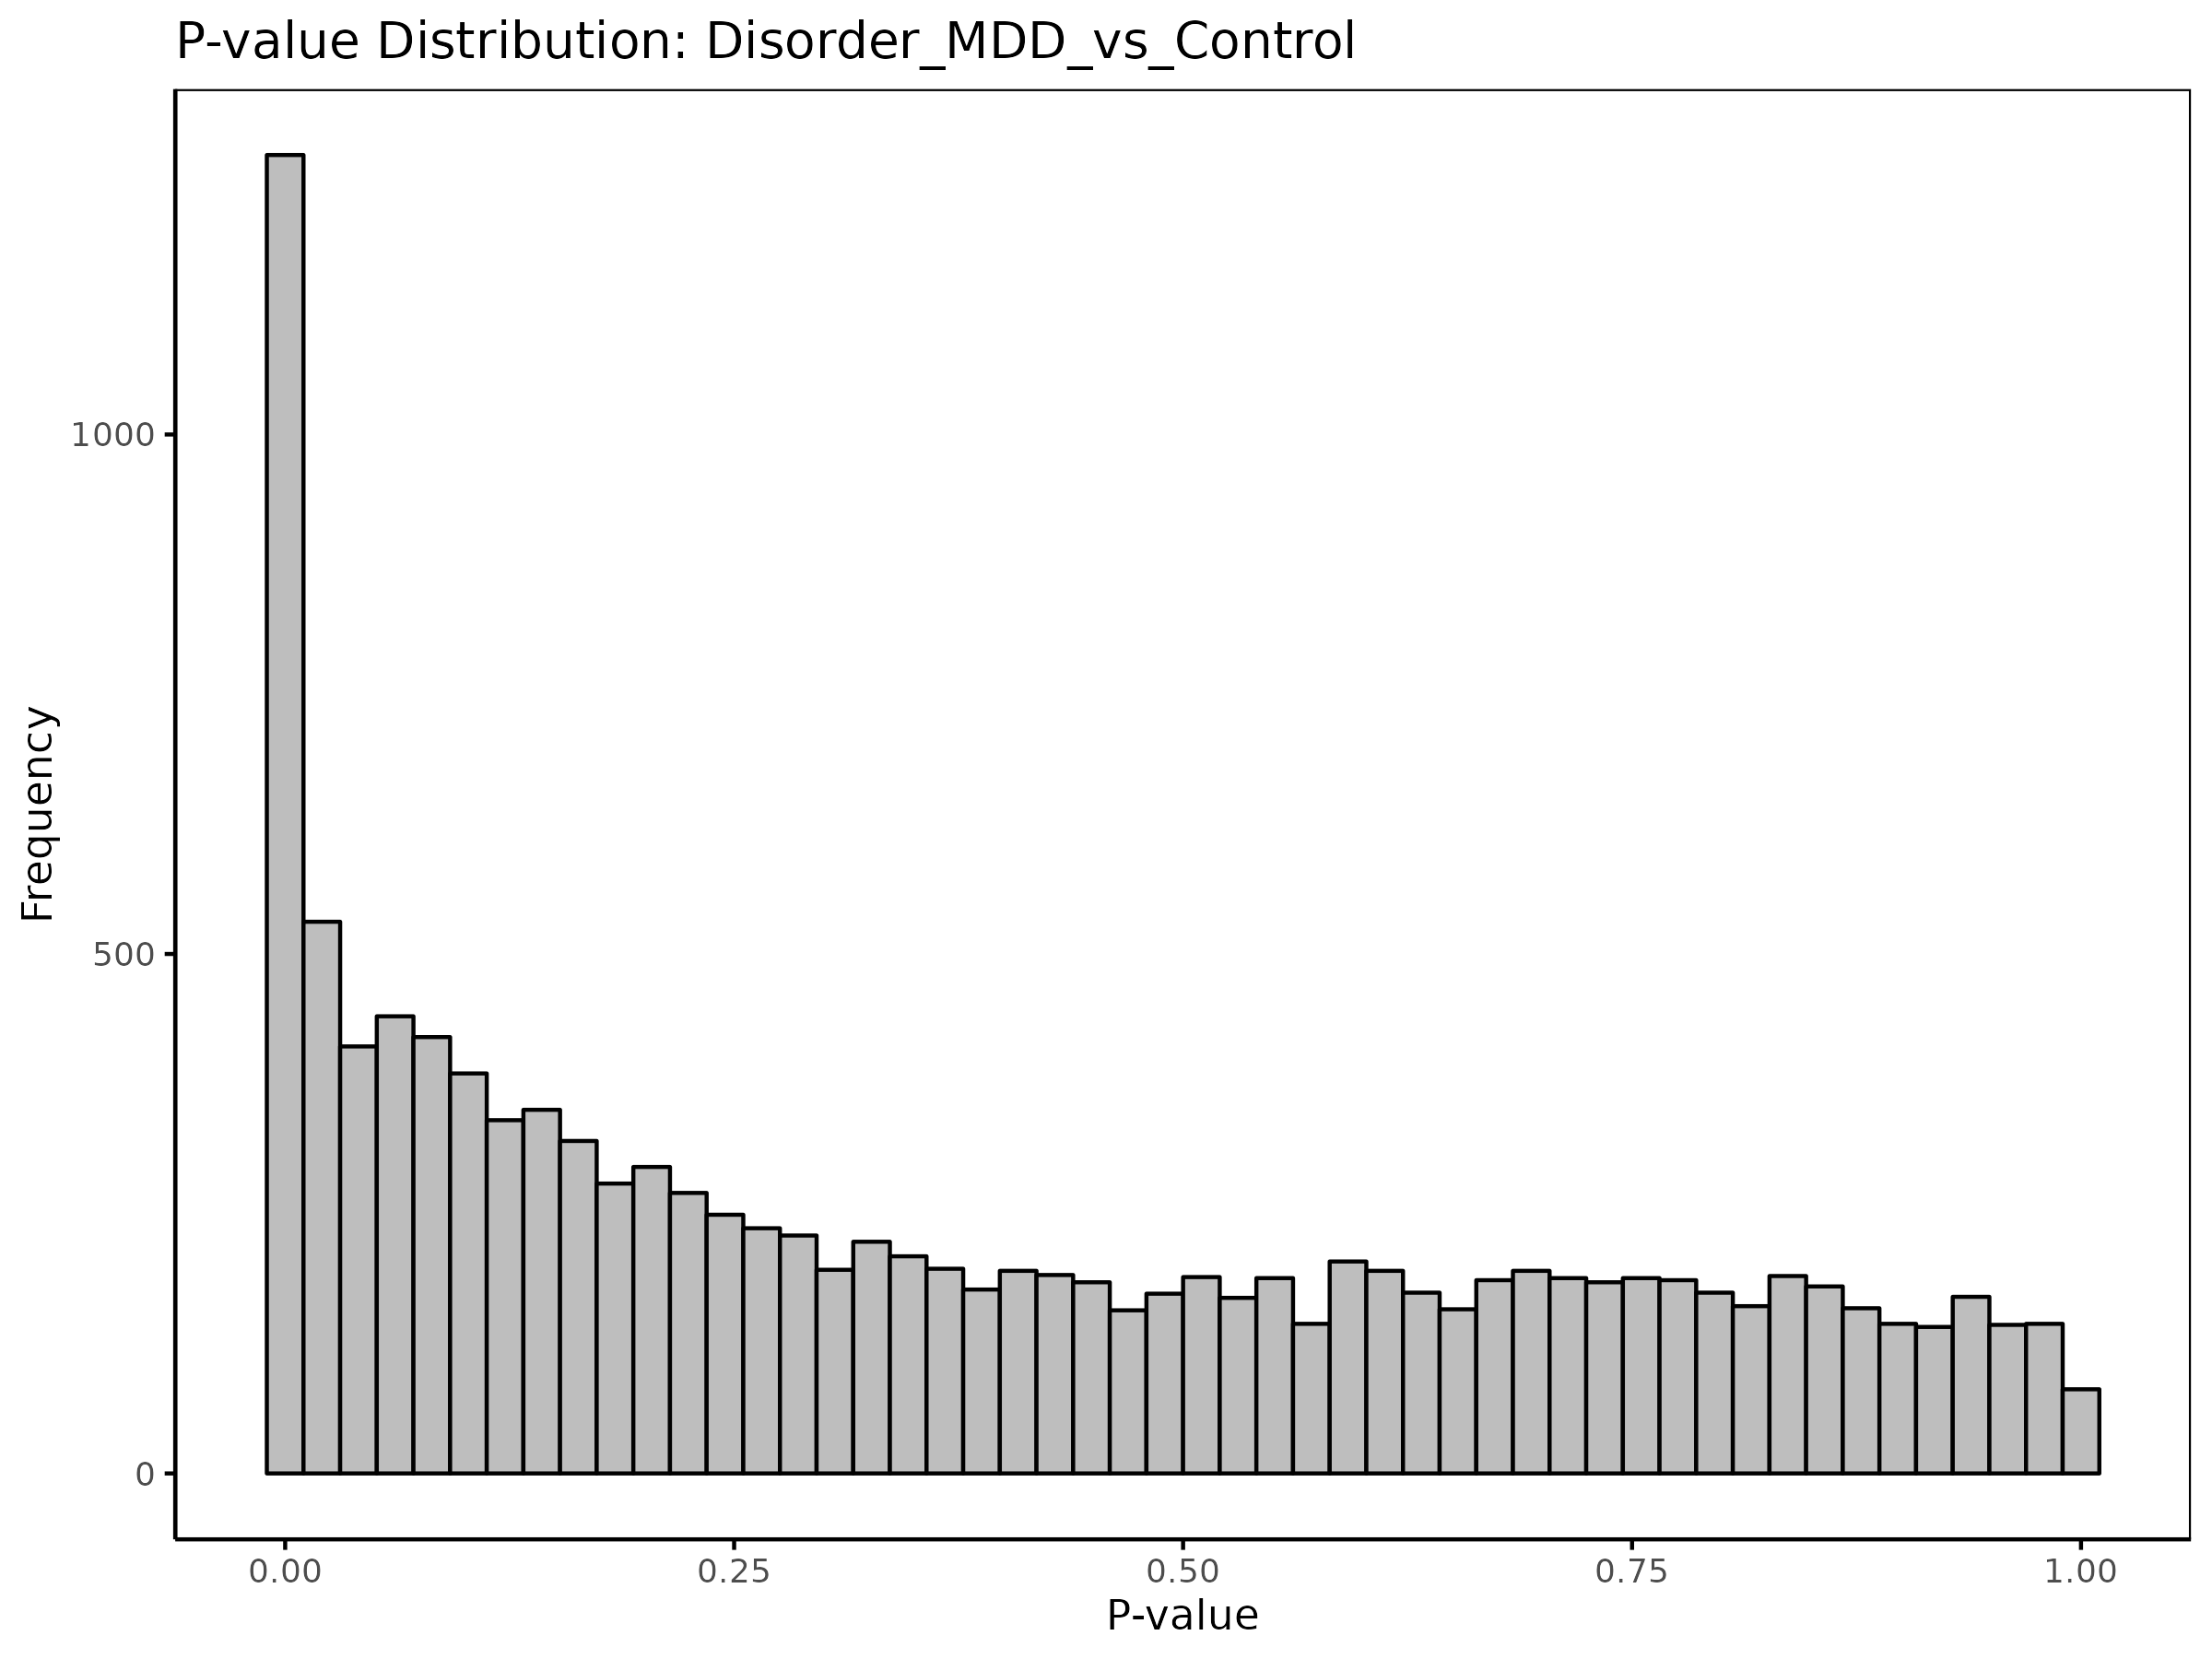 P-value Distribution: Disorder_MDD_vs_Control
Frequency
1000
500
0
0.00 0.25 0.50 0.75 1.00
P-value